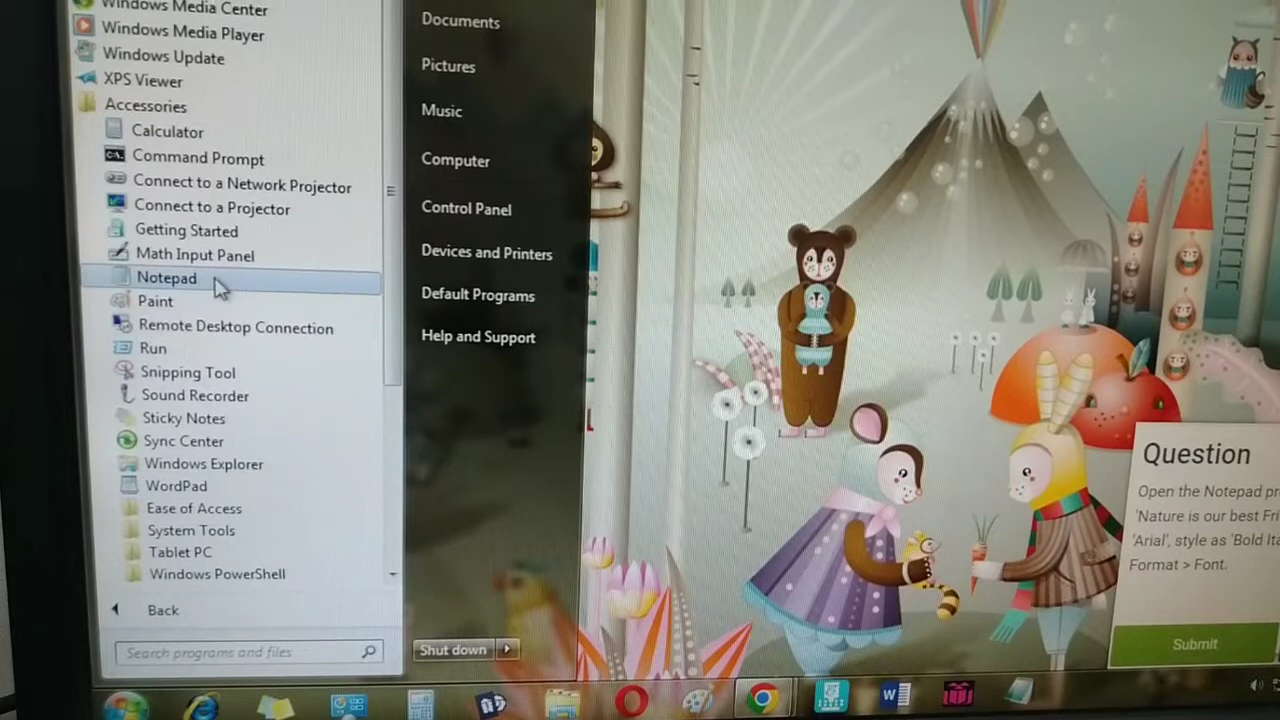 Windows Media Center
Windows Media Player
Windows Update
XPS Viewer
Accessories
Calculator
Command Prompt
Connect to a Network Projector
Connect to a Projector
Getting Started
Math Input Panel
Notepad
Paint
Remote Desktop Connection
Run
Snipping Tool
Sound Recorder
Sticky Notes
Sync Center
Windows Explorer
WordPad
Ease of Access
System Tools
Tablet PC
Windows PowerShell
Back
Search programs and files
Documents
Pictures
Music
Computer
Control Panel
Devices and Printers
Default Programs
Help and Support
Shut down
Question
Open the Notepad pr
'Nature is our best Fri
'Arial', style as 'Bold Ita
Format > Font.
Submit